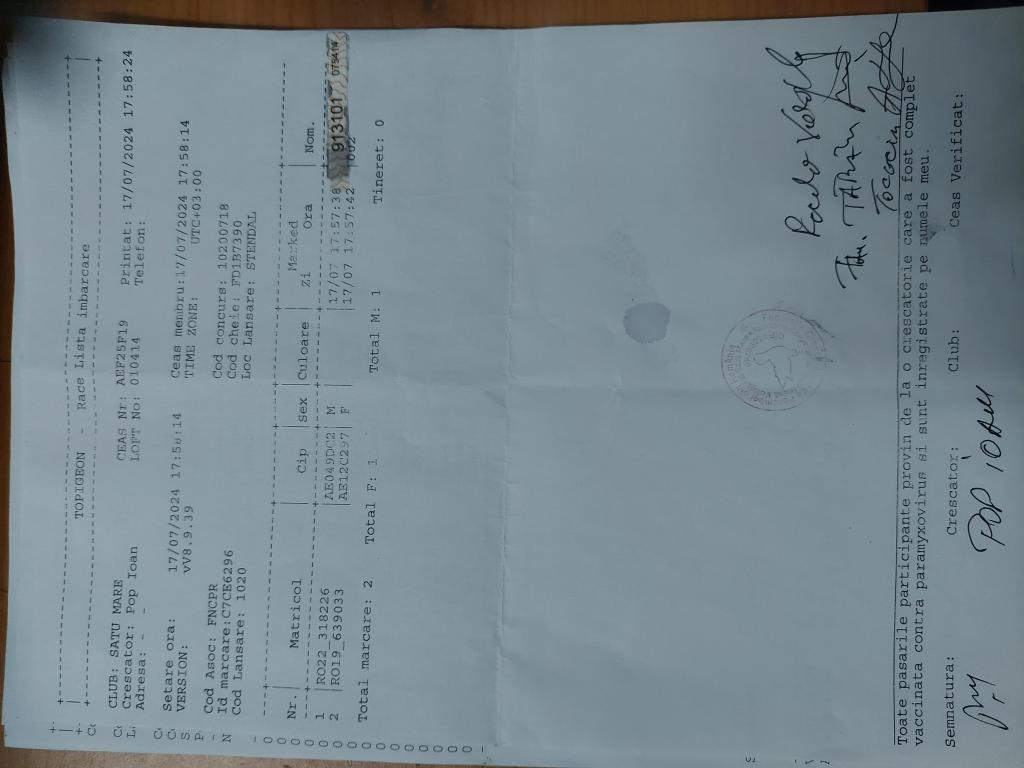 TOPIGEON - Race Lista imbarcare
CLUB: SATU MARE CEAS Nr: AEF25F19 Printat: 17/07/2024 17:58:24
Crescator: Pop Ioan LOFT No: 010414 Telefon:
Adresa: - -
Setare ora: 17/07/2024 17:58:14 Ceas membru:17/07/2024 17:58:14
VERSION: vV8.9.39 TIME ZONE: UTC+03:00
Cod Asoc: FNCPR Cod concurs: 10200718
Id marcare:C7CE6296 Cod cheie: FD1B7390
Cod Lansare: 1020 Loc Lansare: STENDAL
Marked
Nr.| Matricol | Cip |sex |Culoare | Zi Ora | Nom.
1 |RO22_318226 |AE049DC2| M | |17/07 17:57:38
2 |RO19_639033 |AE12C297| F | |17/07 17:57:42 |602
913101 075414
Total marcare: 2 Total F: 1 Total M: 1 Tineret: 0
Toate pasarile participante provin de la o crescatorie care a fost complet
vaccinata contra paramyxovirus si sunt inregistrate pe numele meu.
Semnatura: Crescator: Club: Ceas Verificat:
POP IOAN